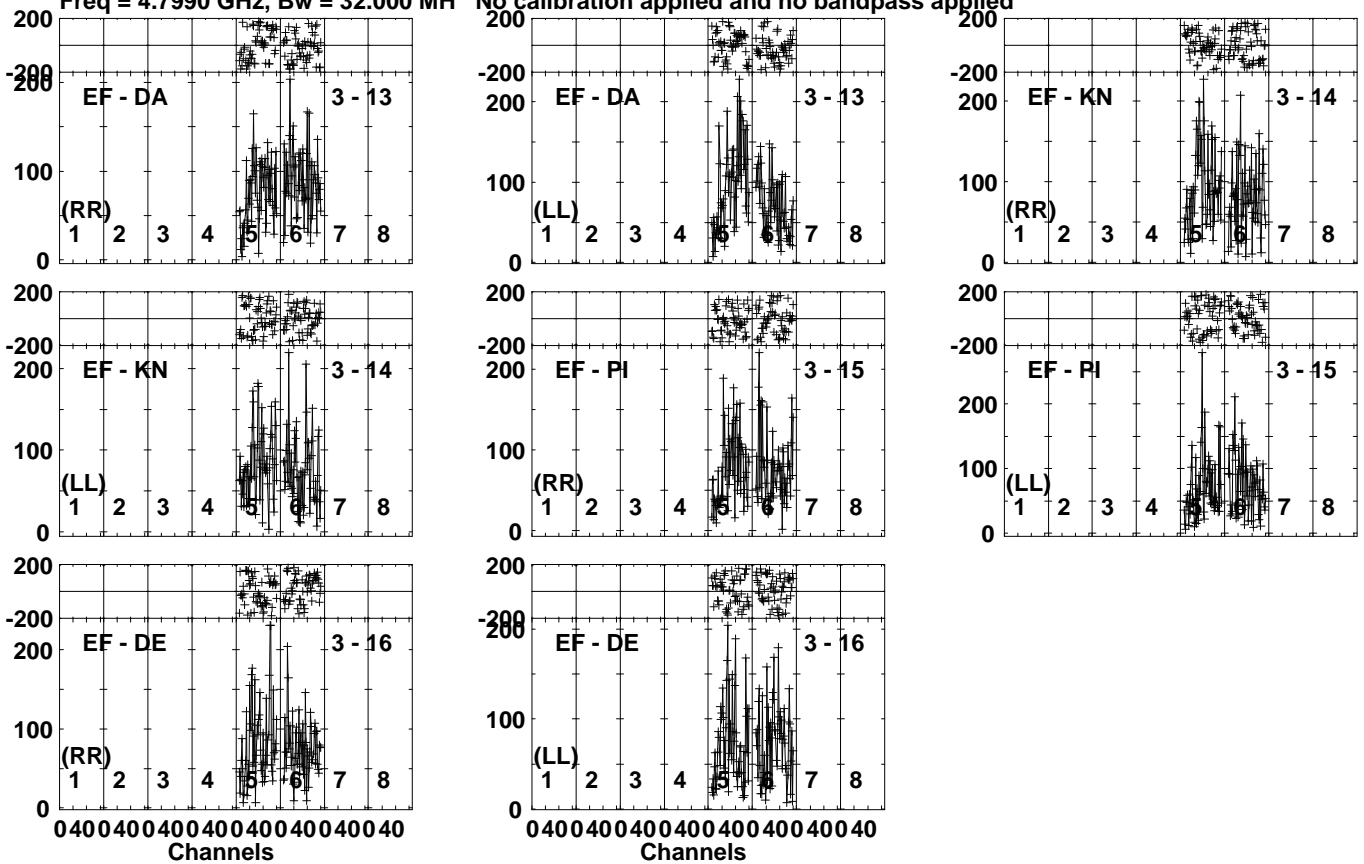 Freq = 4.7990 GHz, Bw = 32.000 MH No calibration applied and no bandpass applied
200
-200
200
EF - DA 3 - 13
100
(RR)
1 2 3 4 5 6 7 8
0
200
-200
200
EF - DA 3 - 13
100
(LL)
1 2 3 4 5 6 7 8
0
200
-200
200
EF - KN 3 - 14
100
(RR)
1 2 3 4 5 6 7 8
0
200
-200
200
EF - KN 3 - 14
100
(LL)
1 2 3 4 5 6 7 8
0
200
-200
200
EF - PI 3 - 15
100
(RR)
1 2 3 4 5 6 7 8
0
200
-200
200
EF - PI 3 - 15
100
(LL)
1 2 3 4 5 6 7 8
0
200
-200
200
EF - DE 3 - 16
100
(RR)
1 2 3 4 5 6 7 8
0
0 40 0 40 0 40 0 40 0 40 0 40 0 40 0 40
Channels
200
-200
200
EF - DE 3 - 16
100
(LL)
1 2 3 4 5 6 7 8
0
0 40 0 40 0 40 0 40 0 40 0 40 0 40 0 40
Channels